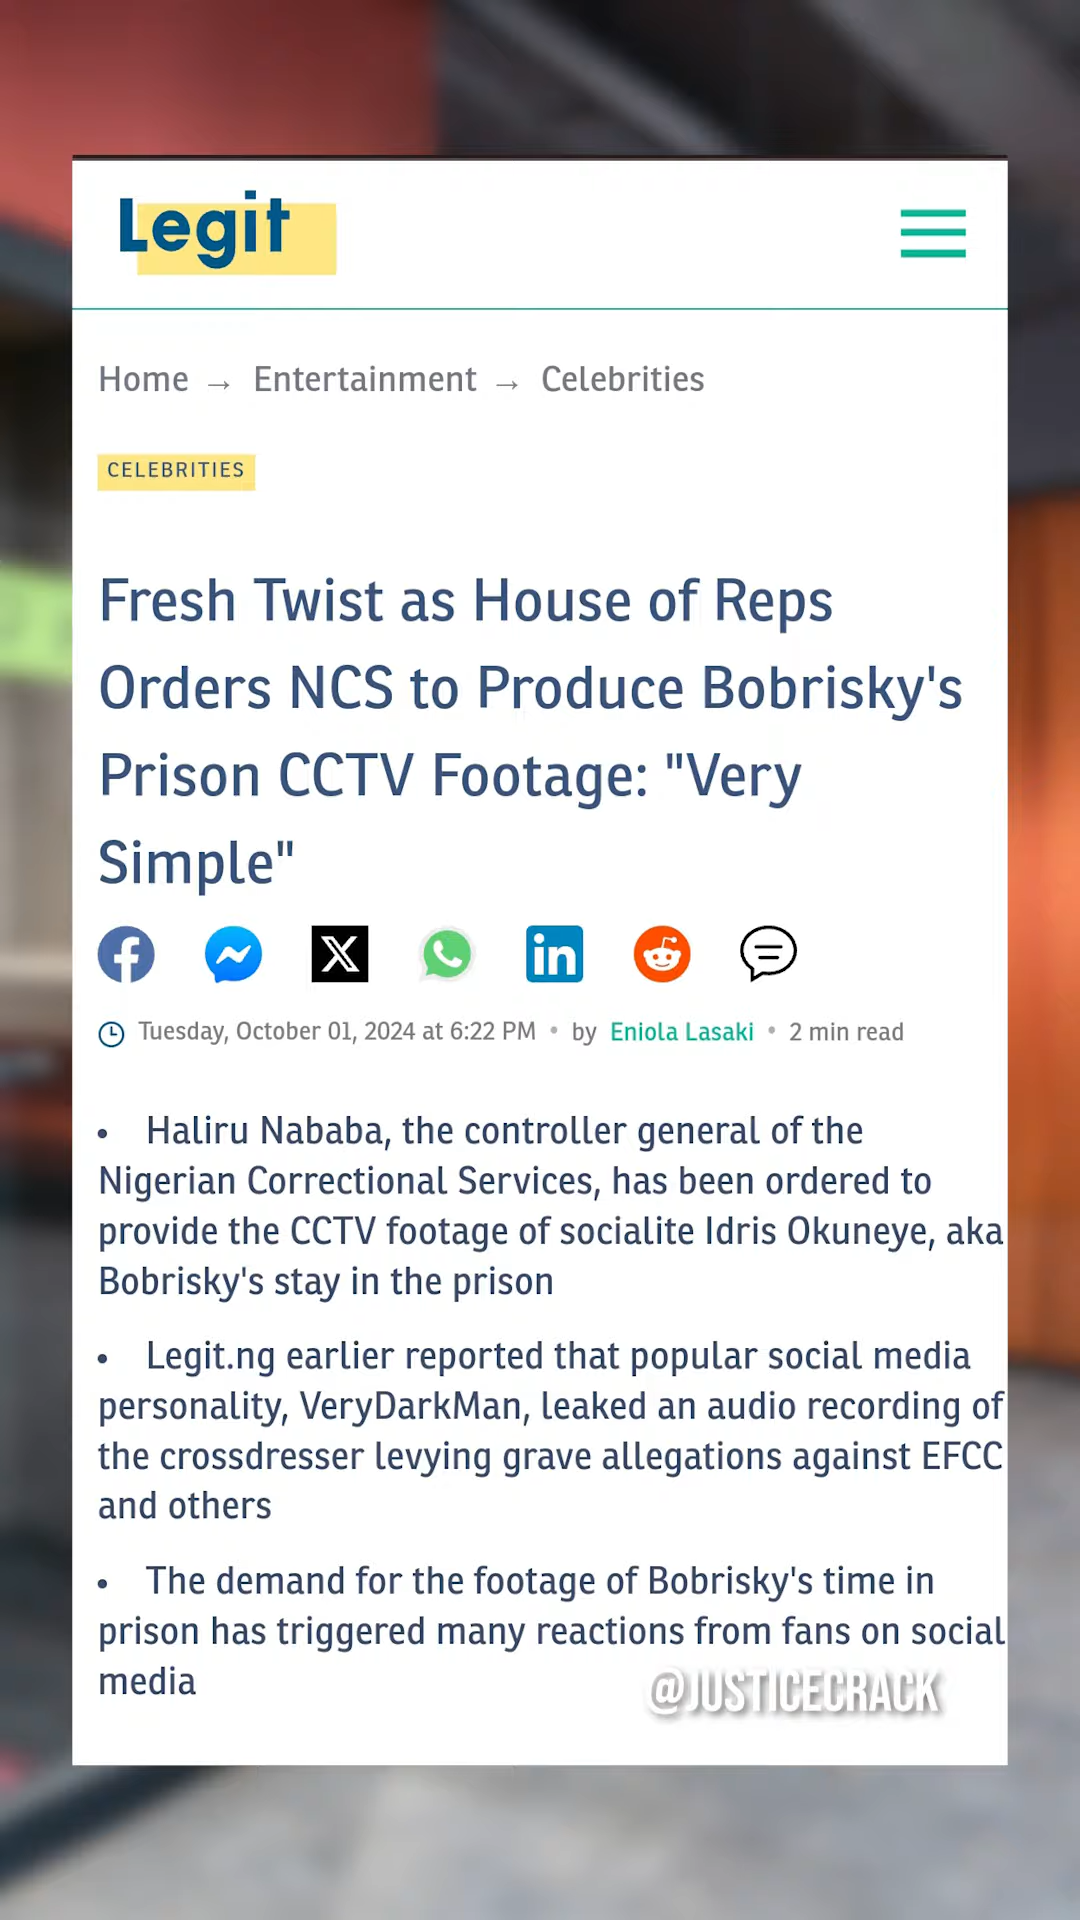 Legit
Home → Entertainment → Celebrities
CELEBRITIES
Fresh Twist as House of Reps
Orders NCS to Produce Bobrisky's
Prison CCTV Footage: "Very
Simple"
Tuesday, October 01, 2024 at 6:22 PM • by Eniola Lasaki • 2 min read
• Haliru Nababa, the controller general of the
Nigerian Correctional Services, has been ordered to
provide the CCTV footage of socialite Idris Okuneye, aka
Bobrisky's stay in the prison
• Legit.ng earlier reported that popular social media
personality, VeryDarkMan, leaked an audio recording of
the crossdresser levying grave allegations against EFCC
and others
• The demand for the footage of Bobrisky's time in
prison has triggered many reactions from fans on social
media
@JUSTICECRACK